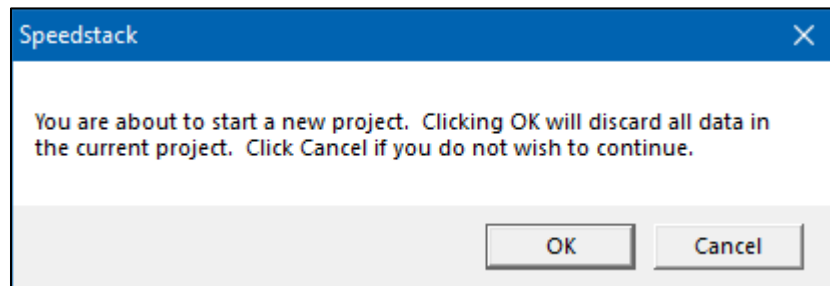 Speedstack
You are about to start a new project.  Clicking OK will discard all data in
the current project.  Click Cancel if you do not wish to continue.
OK
Cancel